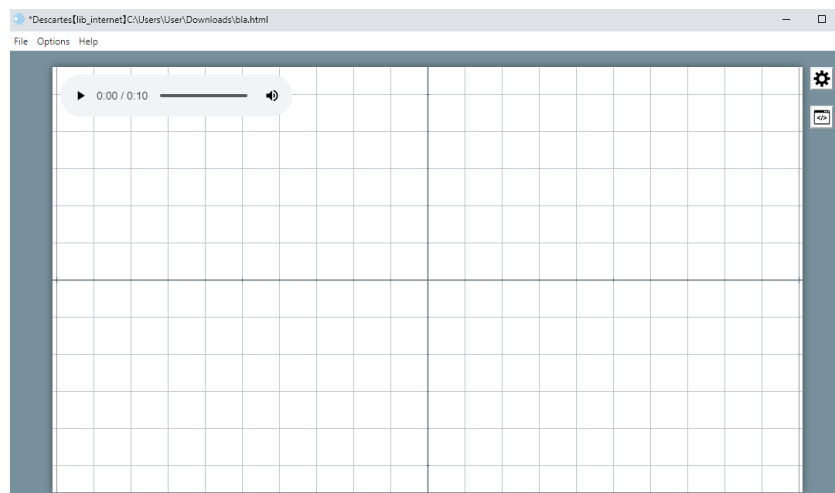 *Descartes【lib_internet】C:\Users\User\Downloads\bla.html
File Options Help
0:00 / 0:10
</>